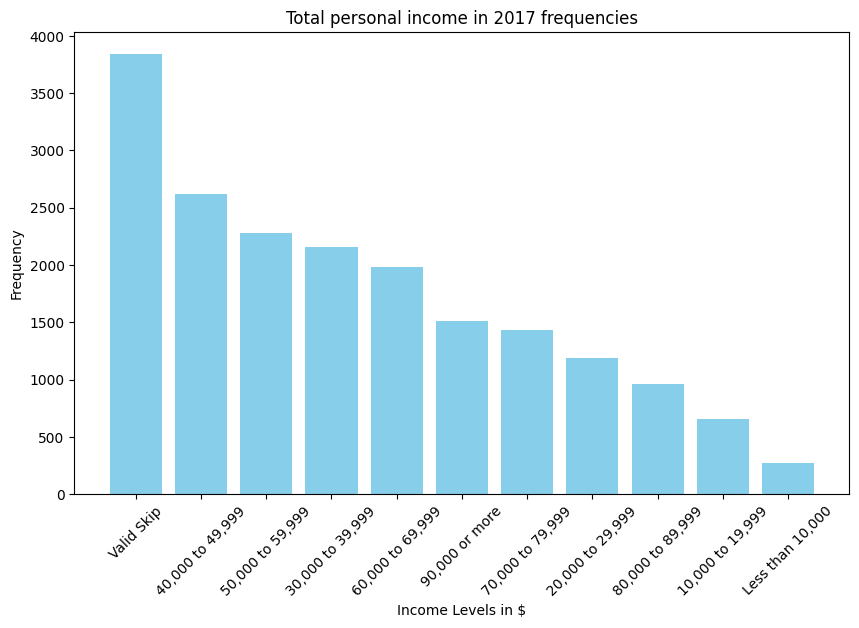 Total personal income in 2017 frequencies
Frequency
4000
3500
3000
2500
2000
1500
1000
500
0
Valid Skip
40,000 to 49,999
50,000 to 59,999
30,000 to 39,999
60,000 to 69,999
90,000 or more
70,000 to 79,999
20,000 to 29,999
80,000 to 89,999
10,000 to 19,999
Less than 10,000
Income Levels in $